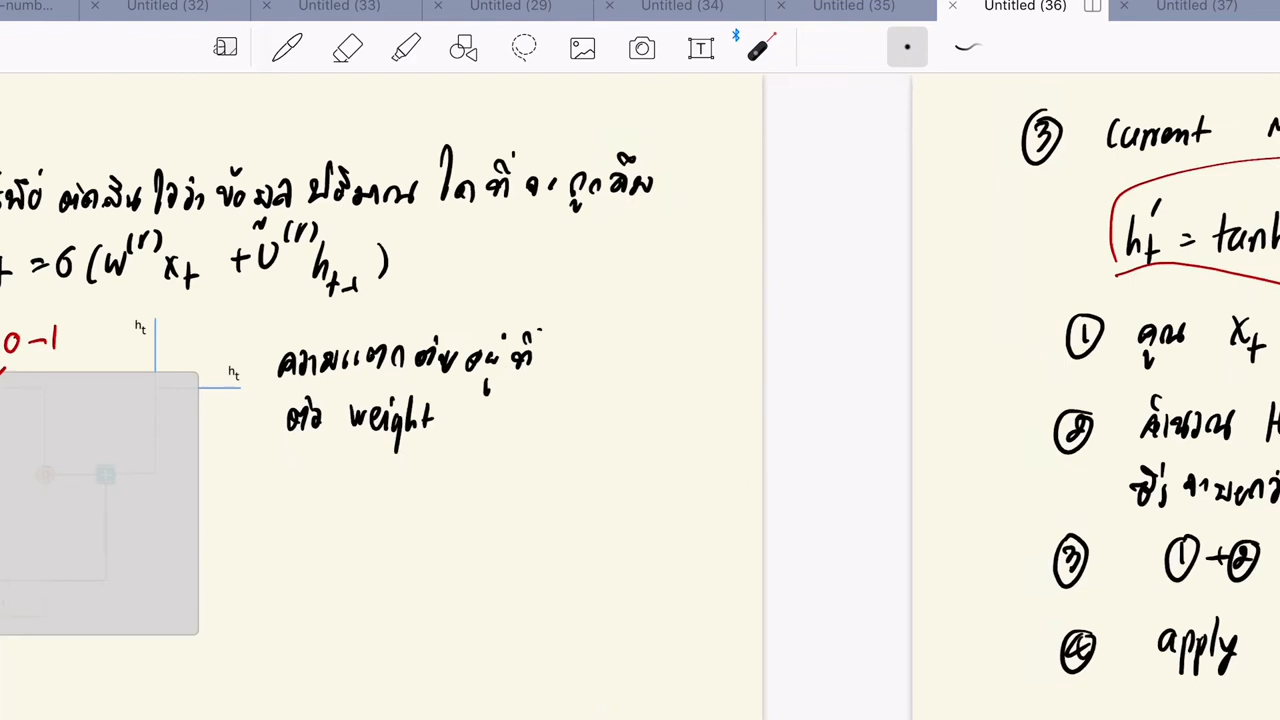 -numb...
Untitled (32)
Untitled (33)
Untitled (29)
Untitled (34)
Untitled (35)
Untitled (36)
Untitled (37)
T
ตัดสินใจว่า ข้อมูล ปริมาณ ใดที่ จะ ถูกลืม
t = σ(W^(r) x_t + U^(r) h_t-1)
0-1
h_t
h_t
ความแตกต่างอยู่ที่
ตัว weight
③ Current
h'_t = tanh
① คูณ x_t
② คำนวณ H
ซึ่ง
③ ①+②
④ apply